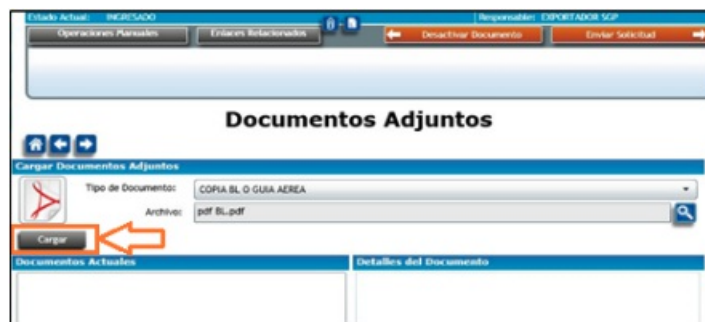 Estado Actual: INGRESADO Responsable: EXPORTADOR SGP
Operaciones Manuales Enlaces Relacionados Desactivar Documento Enviar Solicitud
Documentos Adjuntos
Cargar Documentos Adjuntos
Tipo de Documento: COPIA BL O GUIA AEREA
Archivo: pdf BL.pdf
Cargar
Documentos Actuales Detalles del Documento